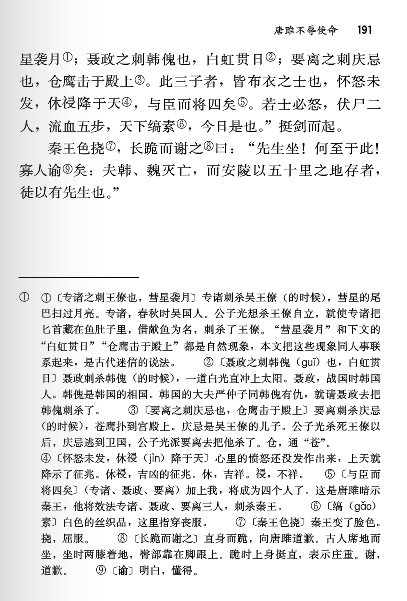 唐雎不辱使命 191
星袭月①；聂政之刺韩傀也，白虹贯日②；要离之刺庆忌
也，仓鹰击于殿上③。此三子者，皆布衣之士也，怀怒未
发，休祲降于天④，与臣而将四矣⑤。若士必怒，伏尸二
人，流血五步，天下缟素⑥，今日是也。”挺剑而起。
秦王色挠⑦，长跪而谢之⑧曰：“先生坐！何至于此！
寡人谕⑨矣：夫韩、魏灭亡，而安陵以五十里之地存者，
徒以有先生也。”
① ①〔专诸之刺王僚也，彗星袭月〕专诸刺杀吴王僚（的时候），彗星的尾
巴扫过月亮。专诸，春秋时吴国人。公子光想杀王僚自立，就使专诸把
匕首藏在鱼肚子里，借献鱼为名，刺杀了王僚。“彗星袭月”和下文的
“白虹贯日”“仓鹰击于殿上”都是自然现象，本文把这些现象同人事联
系起来，是古代迷信的说法。 ②〔聂政之刺韩傀（guī）也，白虹贯
日〕聂政刺杀韩傀（的时候），一道白光直冲上太阳。聂政，战国时韩国
人。韩傀是韩国的相国。韩国的大夫严仲子同韩傀有仇，就请聂政去把
韩傀刺杀了。 ③〔要离之刺庆忌也，仓鹰击于殿上〕要离刺杀庆忌
（的时候），苍鹰扑到宫殿上。庆忌是吴王僚的儿子。公子光杀死王僚以
后，庆忌逃到卫国，公子光派要离去把他杀了。仓，通“苍”。
④〔怀怒未发，休祲（jìn）降于天〕心里的愤怒还没发作出来，上天就
降示了征兆。休祲，吉凶的征兆。休，吉祥。祲，不祥。 ⑤〔与臣而
将四矣〕（专诸、聂政、要离）加上我，将成为四个人了。这是唐雎暗示
秦王，他将效法专诸、聂政、要离三人，刺杀秦王。 ⑥〔缟（gǎo）
素〕白色的丝织品，这里指穿丧服。 ⑦〔秦王色挠〕秦王变了脸色。
挠，屈服。 ⑧〔长跪而谢之〕直身而跪，向唐雎道歉。古人席地而
坐，坐时两膝着地，臀部靠在脚跟上。跪时上身挺直，表示庄重。谢，
道歉。 ⑨〔谕〕明白，懂得。